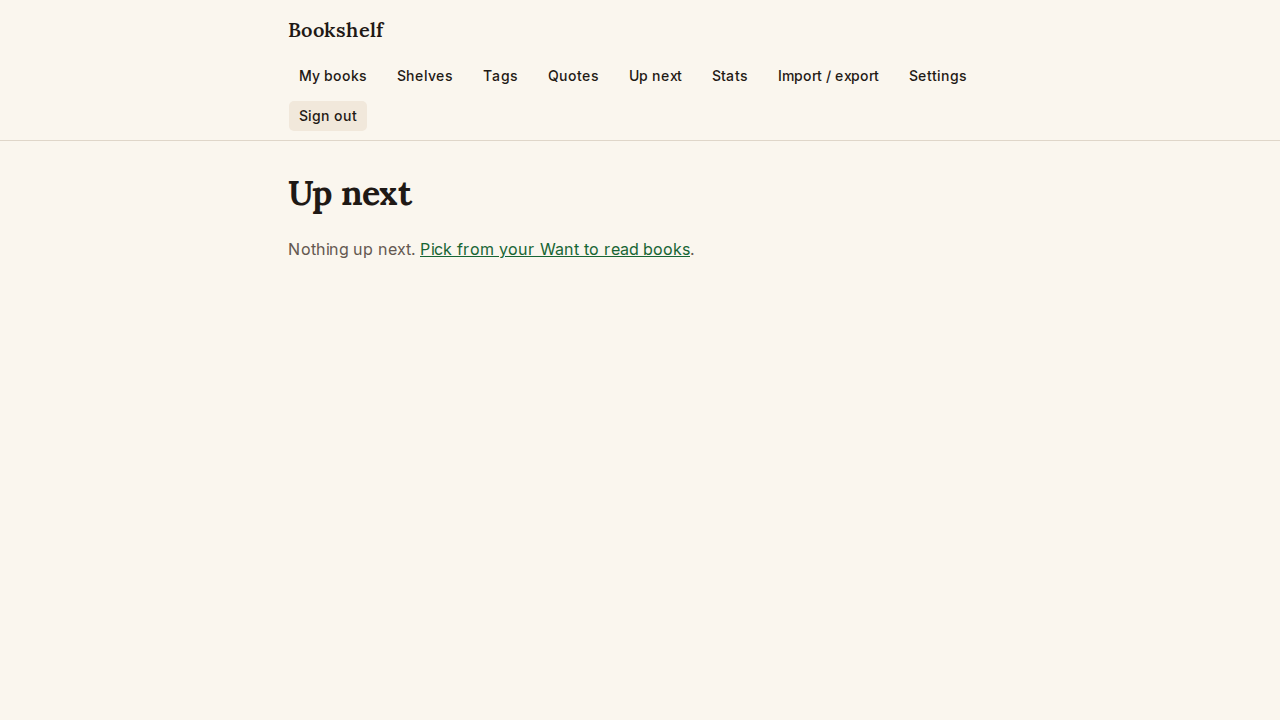 Bookshelf
My books Shelves Tags Quotes Up next Stats Import / export Settings
Sign out
Up next
Nothing up next. Pick from your Want to read books.